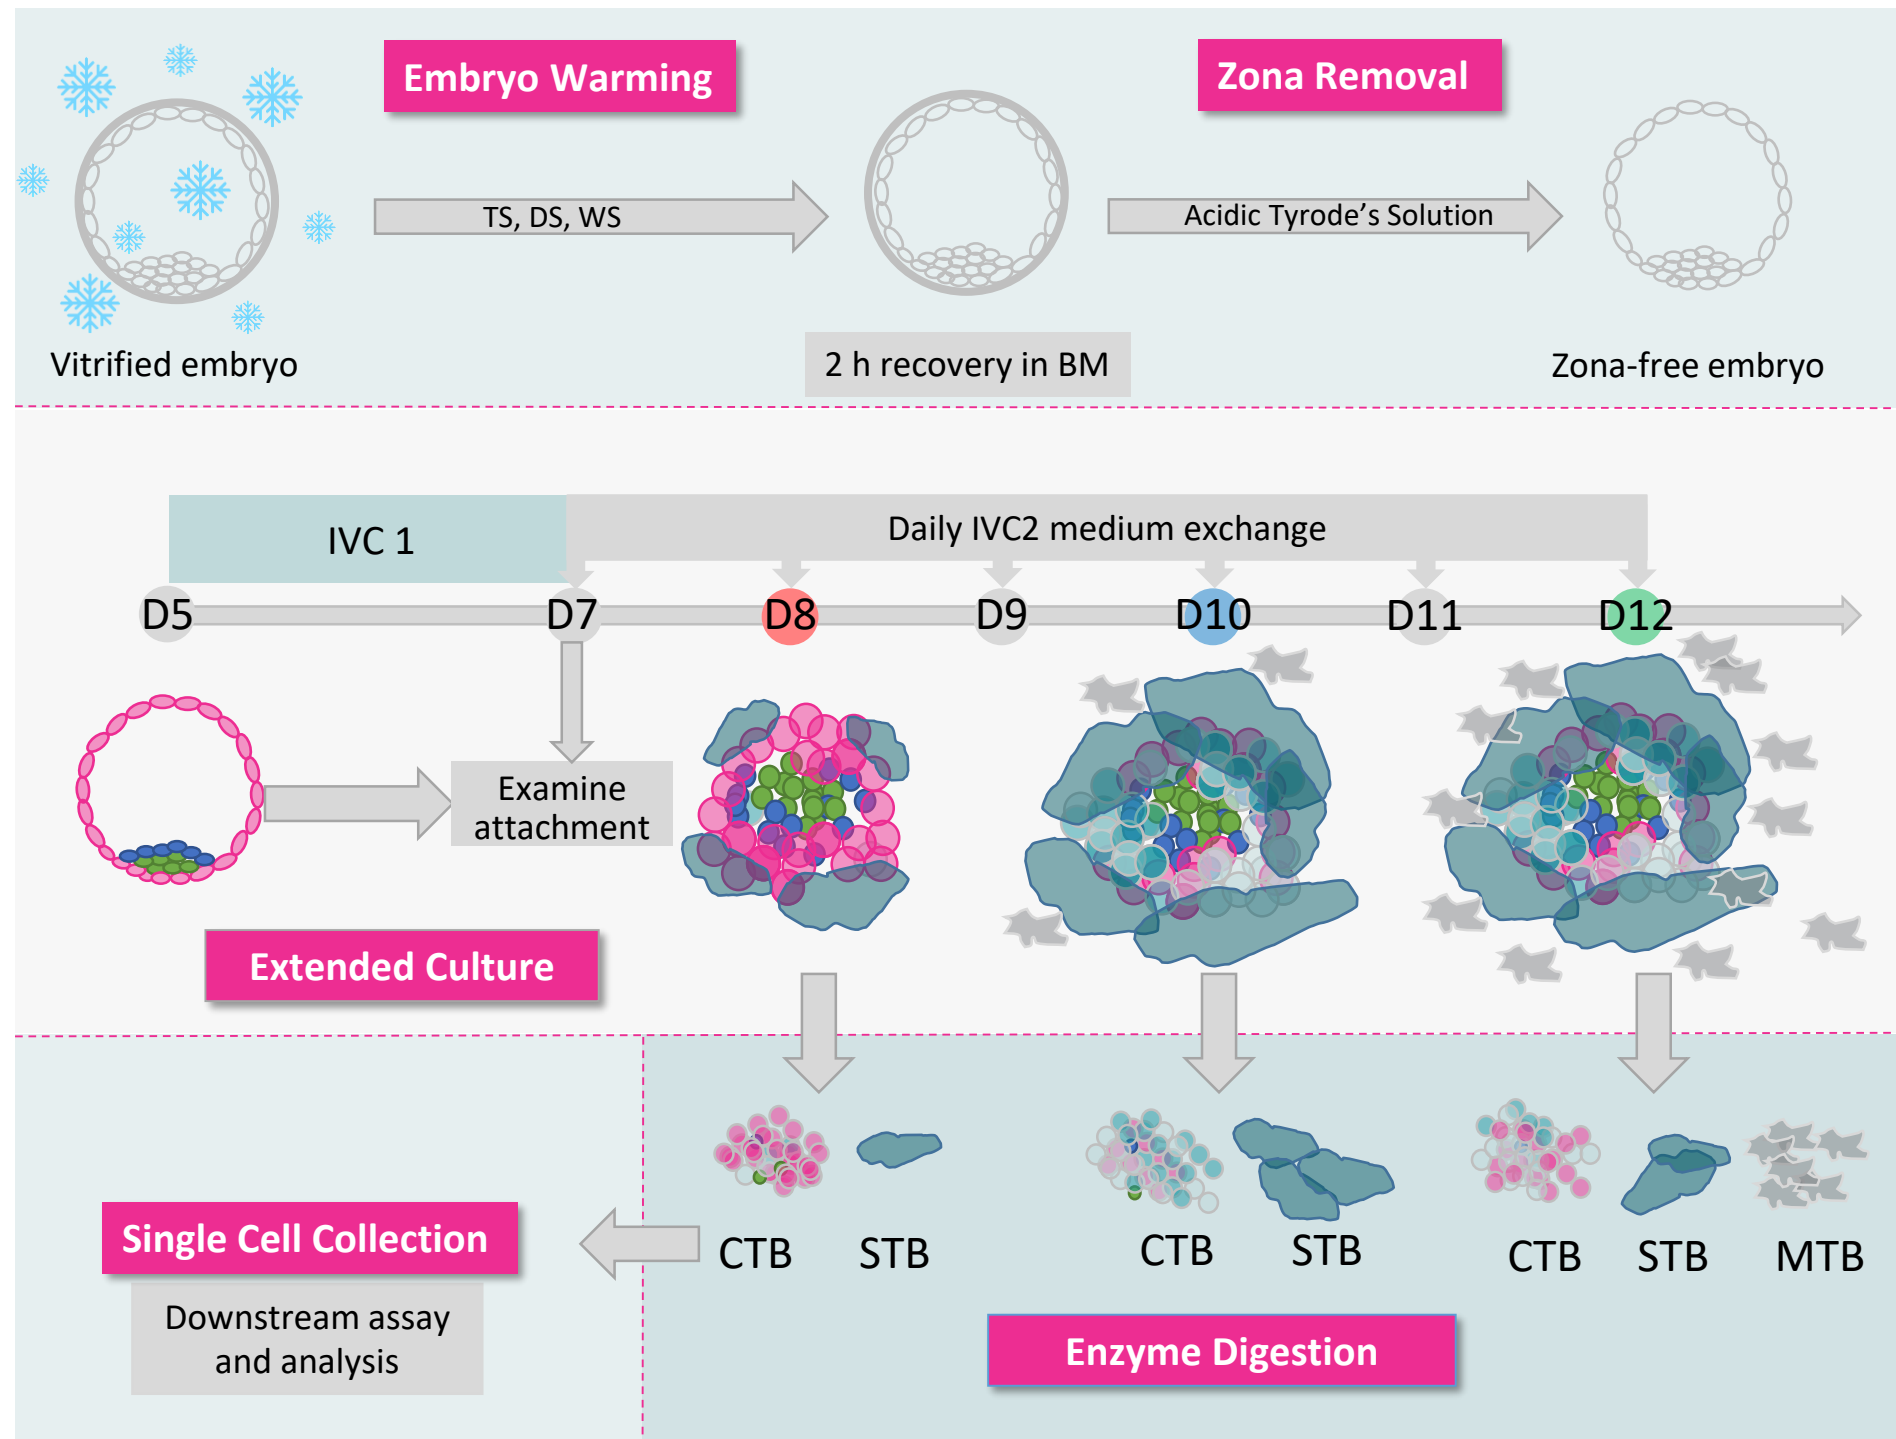 Embryo Warming
Zona Removal
TS, DS, WS
Acidic Tyrode’s Solution
Vitrified embryo
2 h recovery in BM
Zona-free embryo
IVC 1
Daily IVC2 medium exchange
D5
D7
D8
D9
D10
D11
D12
Examine
attachment
Extended Culture
CTB
STB
CTB
STB
CTB
STB
MTB
Single Cell Collection
Downstream assay
and analysis
Enzyme Digestion